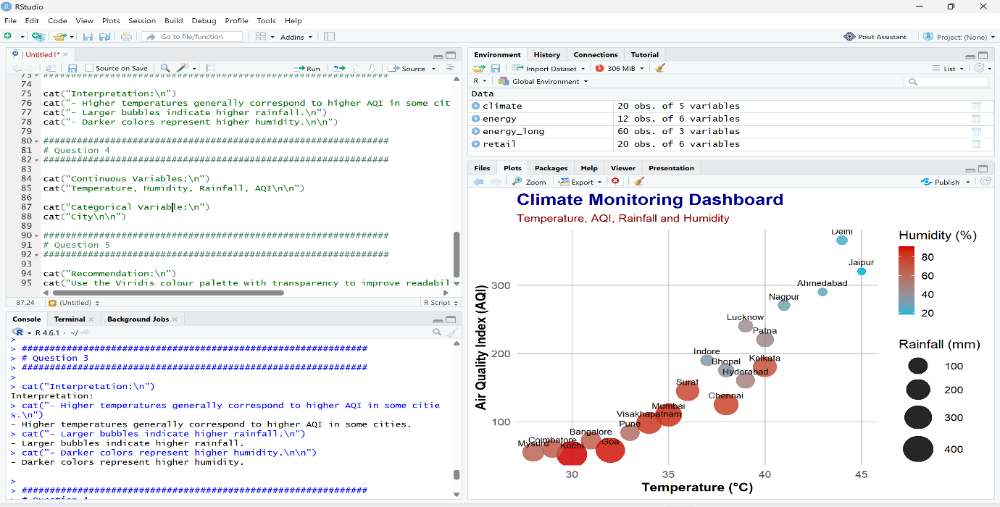 RStudio
File Edit Code View Plots Session Build Debug Profile Tools Help
Go to file/function Addins Posit Assistant Project: (None)
Untitled1*
Source on Save Run Source
73 ###############################################################
74
75 cat("Interpretation:\n")
76 cat("- Higher temperatures generally correspond to higher AQI in some cit
77 cat("- Larger bubbles indicate higher rainfall.\n")
78 cat("- Darker colors represent higher humidity.\n\n")
79
80 ###############################################################
81 # Question 4
82 ###############################################################
83
84 cat("Continuous Variables:\n")
85 cat("Temperature, Humidity, Rainfall, AQI\n\n")
86
87 cat("Categorical Variable:\n")
88 cat("City\n\n")
89
90 ###############################################################
91 # Question 5
92 ###############################################################
93
94 cat("Recommendation:\n")
95 cat("Use the Viridis colour palette with transparency to improve readabil
87:24 (Untitled) R Script
Console Terminal Background Jobs
R 4.6.1 · ~/
>
> ###############################################################
> # Question 3
> ###############################################################
>
> cat("Interpretation:\n")
Interpretation:
> cat("- Higher temperatures generally correspond to higher AQI in some citie
s.\n")
- Higher temperatures generally correspond to higher AQI in some cities.
> cat("- Larger bubbles indicate higher rainfall.\n")
- Larger bubbles indicate higher rainfall.
> cat("- Darker colors represent higher humidity.\n\n")
- Darker colors represent higher humidity.
>
> ###############################################################
> # Question 4
Environment History Connections Tutorial
Import Dataset 306 MiB List
R Global Environment
Data
climate 20 obs. of 5 variables
energy 12 obs. of 6 variables
energy_long 60 obs. of 3 variables
retail 20 obs. of 6 variables
Files Plots Packages Help Viewer Presentation
Zoom Export Publish
Climate Monitoring Dashboard
Temperature, AQI, Rainfall and Humidity
Air Quality Index (AQI)
300
200
100
Delhi
Jaipur
Ahmedabad
Nagpur
Lucknow
Patna
Indore
Bhopal
Kolkata
Hyderabad
Surat
Chennai
Mumbai
Visakhapatnam
Pune
Bangalore
Coimbatore
Goa
Mysuru
Kochi
30 35 40 45
Temperature (°C)
Humidity (%)
80
60
40
20
Rainfall (mm)
100
200
300
400